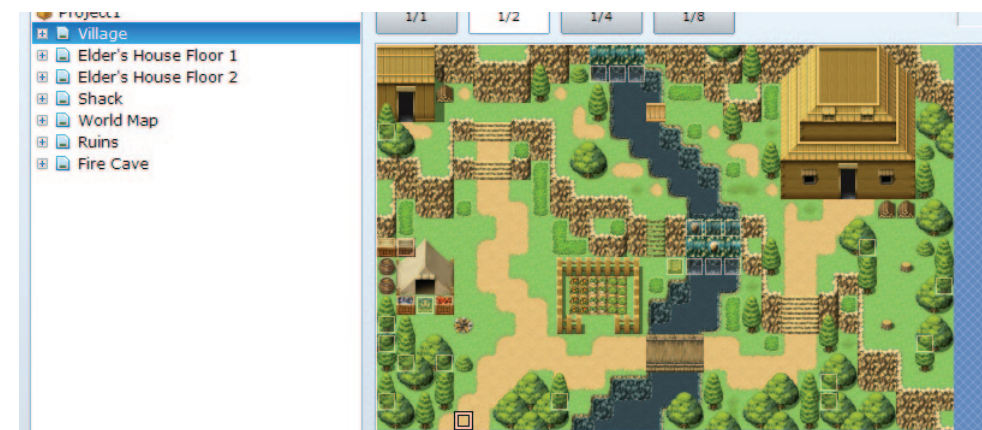 Project1
1/1 1/2 1/4 1/8
Village
Elder's House Floor 1
Elder's House Floor 2
Shack
World Map
Ruins
Fire Cave